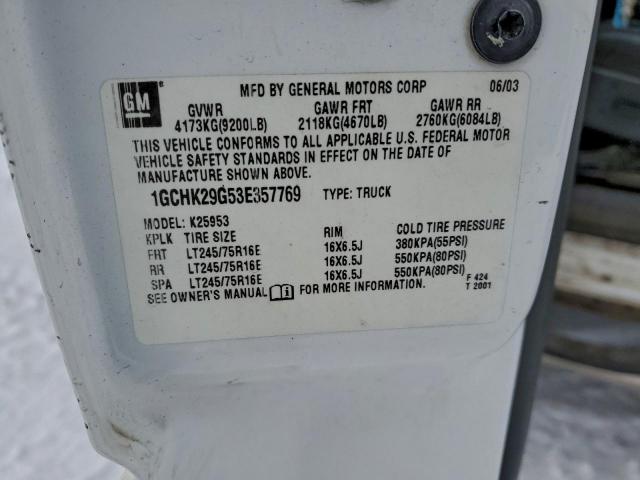 MFD BY GENERAL MOTORS CORP 06/03
GM
GVWR GAWR FRT GAWR RR
4173KG(9200LB) 2118KG(4670LB) 2760KG(6084LB)
THIS VEHICLE CONFORMS TO ALL APPLICABLE U.S. FEDERAL MOTOR
VEHICLE SAFETY STANDARDS IN EFFECT ON THE DATE OF
MANUFACTURE SHOWN ABOVE.
1GCHK29G53E357769 TYPE: TRUCK
MODEL: K25953
KPLK TIRE SIZE RIM COLD TIRE PRESSURE
FRT LT245/75R16E 16X6.5J 380KPA(55PSI)
RR LT245/75R16E 16X6.5J 550KPA(80PSI)
SPA LT245/75R16E 16X6.5J 550KPA(80PSI)
SEE OWNER'S MANUAL FOR MORE INFORMATION.
F 424
T 2001